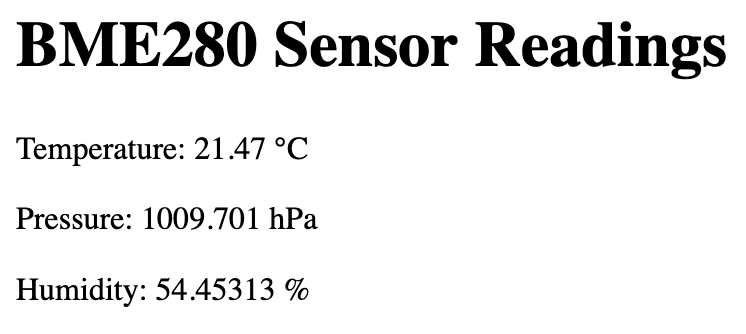 BME280 Sensor Readings
Temperature: 21.47 °C
Pressure: 1009.701 hPa
Humidity: 54.45313 %